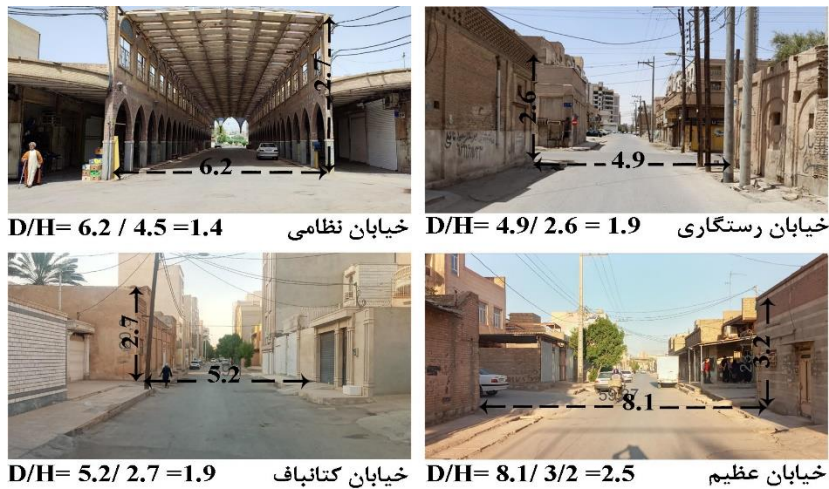 6.2
D/H= 6.2 / 4.5 =1.4 خیابان نظامی
2.6
4.9
D/H= 4.9/ 2.6 = 1.9 خیابان رستگاری
2.7
5.2
D/H= 5.2/ 2.7 =1.9 خیابان کتانباف
3.2
8.1
D/H= 8.1/ 3/2 =2.5 خیابان عظیم